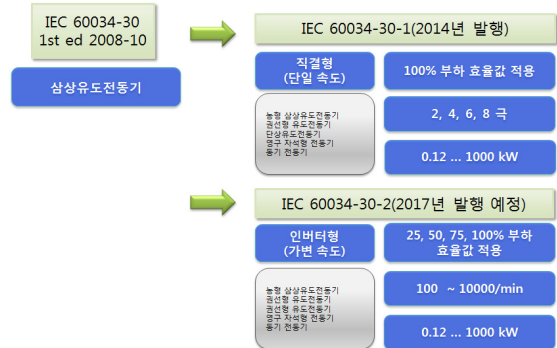 IEC 60034-30
1st ed 2008-10
삼상유도전동기
IEC 60034-30-1(2014년 발행)
직결형
(단일 속도)
100% 부하 효율값 적용
농형 삼상유도전동기
권선형 유도전동기
단상유도전동기
영구 자석형 전동기
동기 전동기
2, 4, 6, 8 극
0.12 ... 1000 kW
IEC 60034-30-2(2017년 발행 예정)
인버터형
(가변 속도)
25, 50, 75, 100% 부하
효율값 적용
농형 삼상유도전동기
권선형 유도전동기
권선형 유도전동기
영구 자석형 전동기
동기 전동기
100 ~ 10000/min
0.12 ... 1000 kW